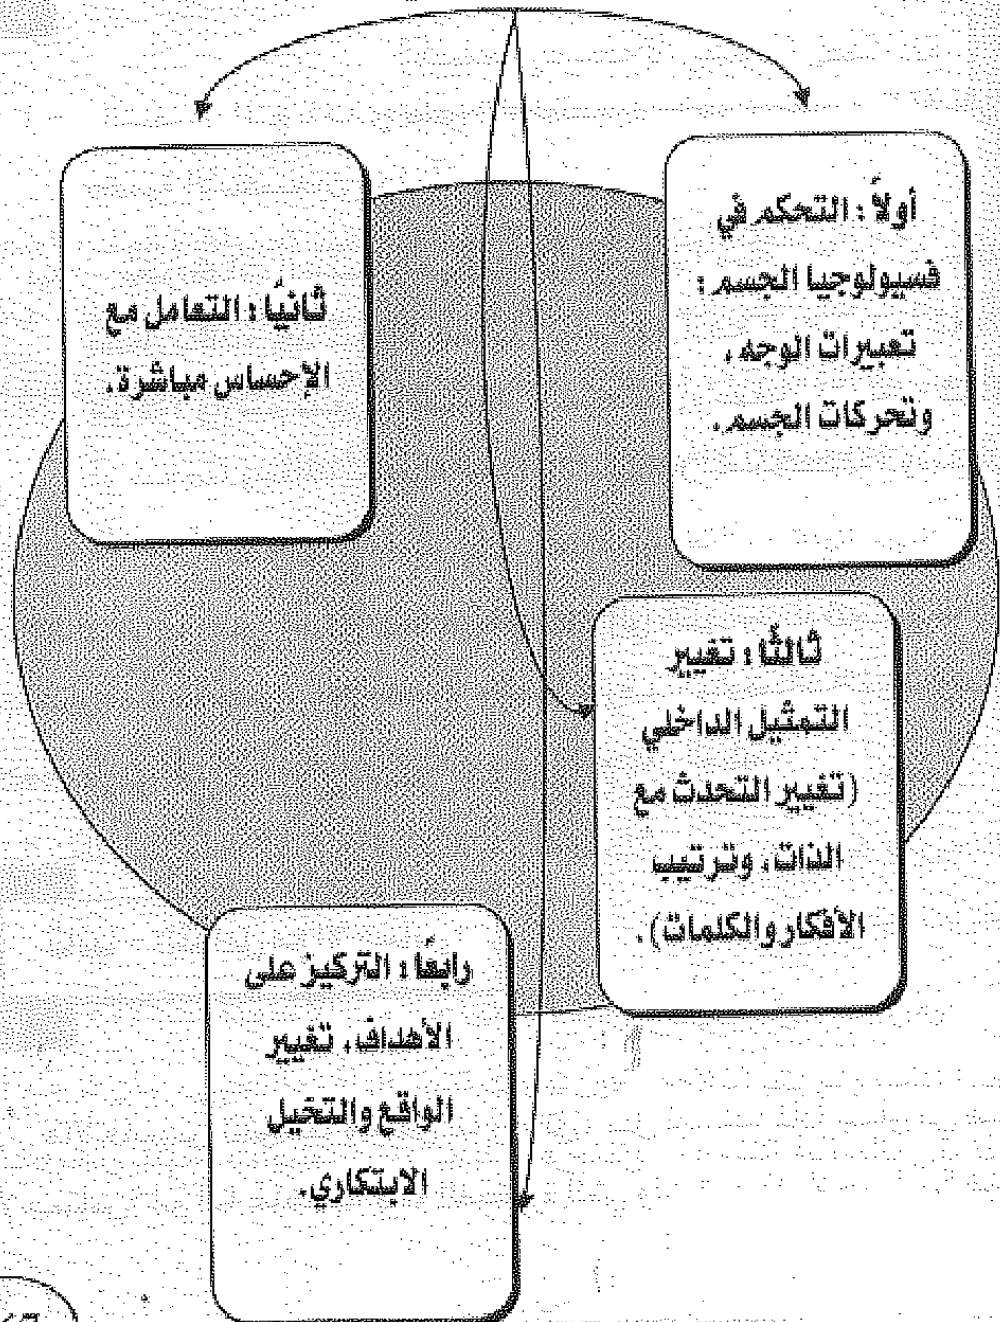 أولاً : التحكم في
فسيولوجيا الجسم :
تعبيرات الوجه ،
وتحركات الجسم .
ثانيًا : التعامل مع
الإحساس مباشرة .
ثالثًا : تغيير
التمثيل الداخلي
(تغيير التحدث مع
الذات ، وترتيب
الأفكار والكلمات) .
رابعًا : التركيز على
الأهداف ، تغيير
الواقع والتخيل
الابتكاري .